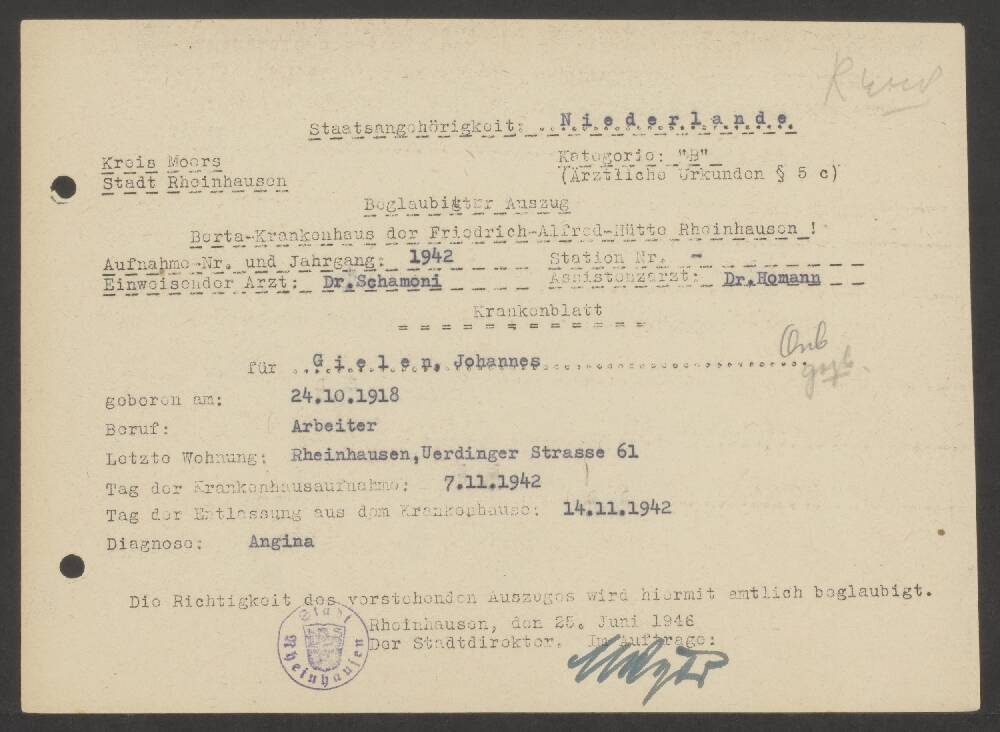 Staatsangehörigkeit: Niederlande
Kreis Moers
Kategorie: "B"
Stadt Rheinhausen
(Ärztliche Urkunden § 5 c)
Beglaubigter Auszug
Berta-Krankenhaus der Friedrich-Alfred-Hütte Rheinhausen !
Aufnahme-Nr. und Jahrgang: 1942 Station Nr. -
Einweisender Arzt: Dr.Schamoni Assistenzarzt: Dr.Homann
Krankenblatt
für Gielen, Johannes
geboren am: 24.10.1918
Beruf: Arbeiter
Letzte Wohnung: Rheinhausen,Uerdinger Strasse 61
Tag der Krankenhausaufnahme: 7.11.1942
Tag der Entlassung aus dem Krankenhause: 14.11.1942
Diagnose: Angina
Die Richtigkeit des vorstehenden Auszuges wird hiermit amtlich beglaubigt.
Rheinhausen, den 25. Juni 1946
Der Stadtdirektor. Im Auftrage:
Stadt Rheinhausen